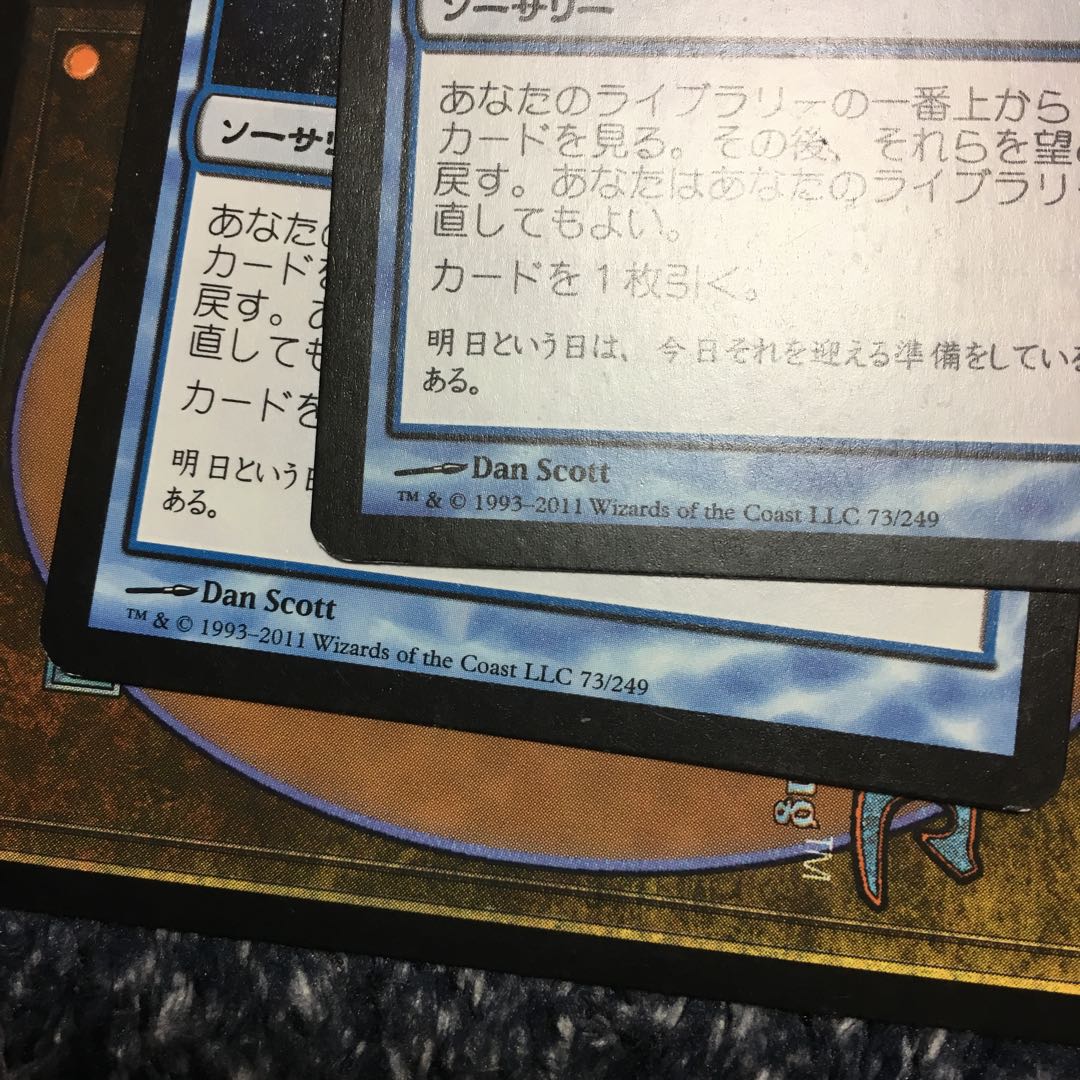 ソーサリー
あなたのライブラリーの一番上から
カードを見る。その後、それらを望
戻す。あなたはあなたのライブラリ
直してもよい。
カードを1枚引く。
明日という日は、今日それを迎える準備をしている
ある。
Dan Scott
™ & © 1993–2011 Wizards of the Coast LLC 73/249
ソーサリ
あなた
カード
戻す。あ
直しても
カードを
明日という日
ある。
Dan Scott
™ & © 1993–2011 Wizards of the Coast LLC 73/249
TM